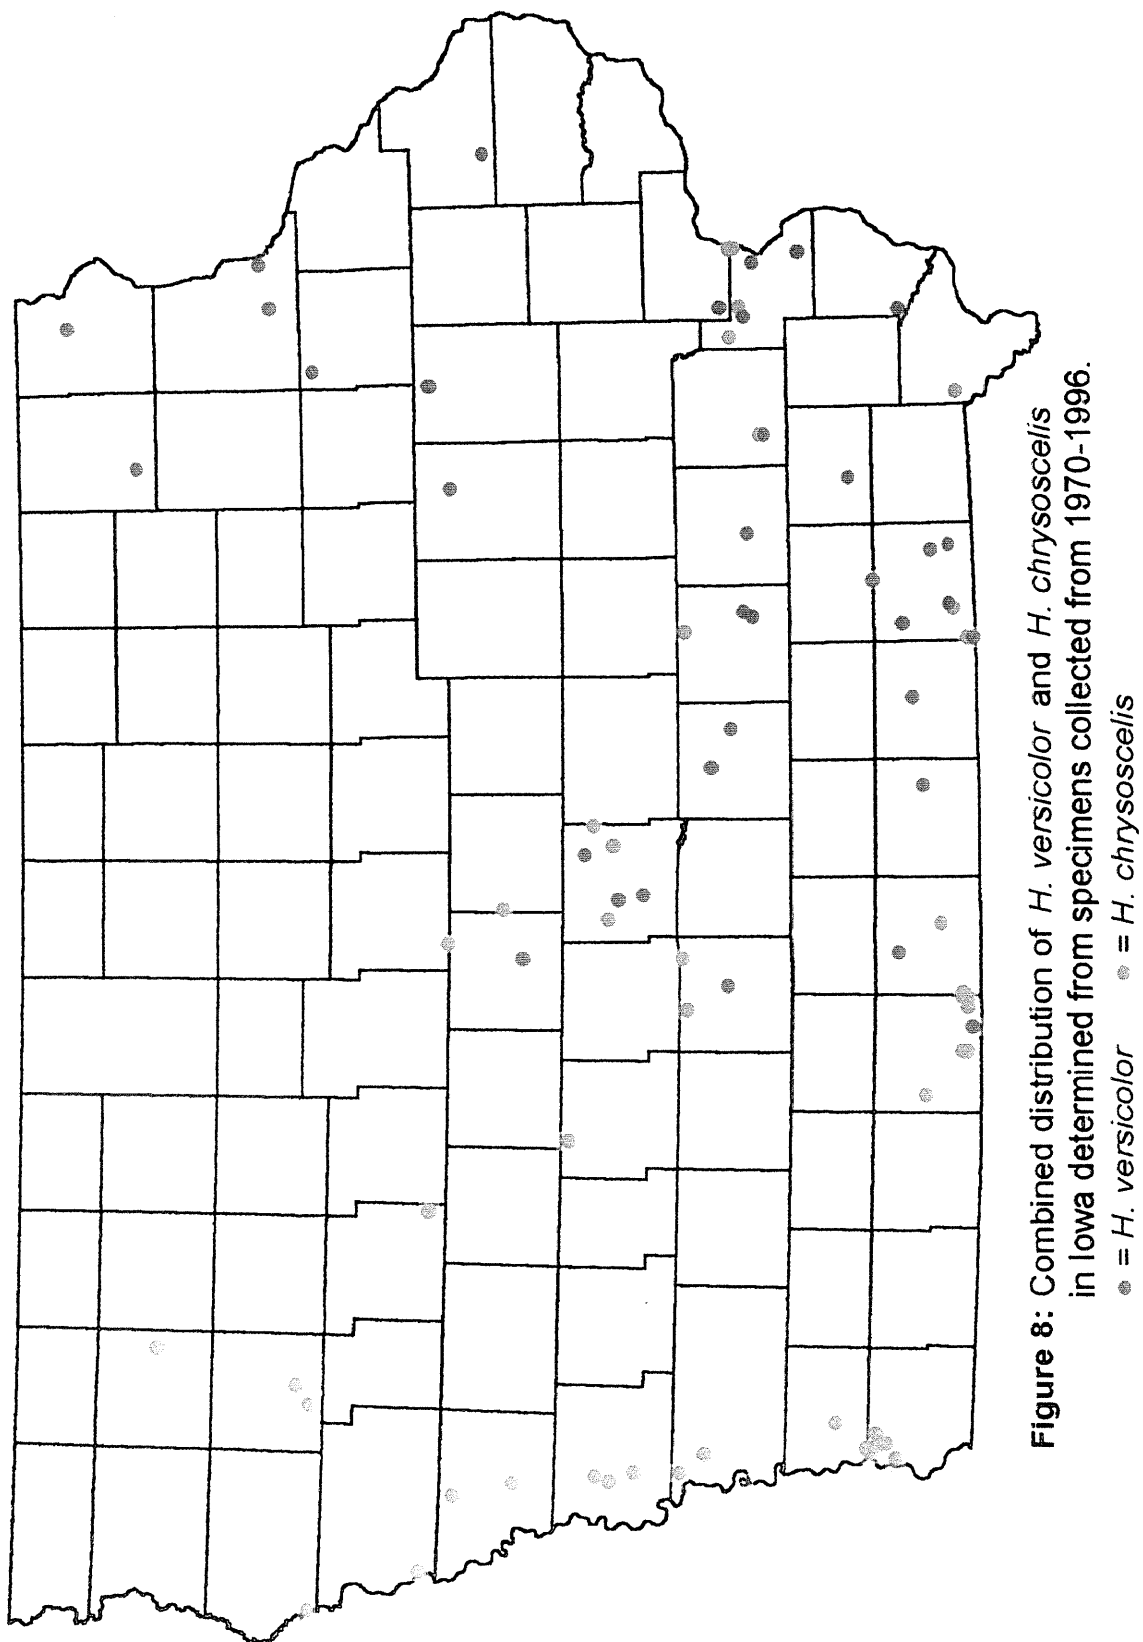 Figure 8: Combined distribution of H. versicolor and H. chrysoscelis
in Iowa determined from specimens collected from 1970-1996.
● = H. versicolor ● = H. chrysoscelis